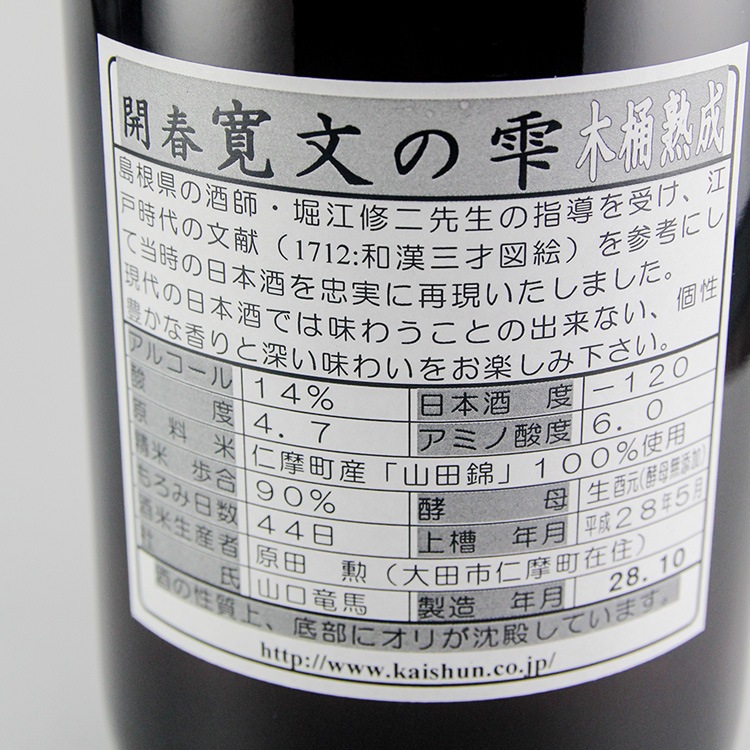 開春寛文の雫 木桶熟成
島根県の酒師・堀江修二先生の指導を受け、江
戸時代の文献（1712:和漢三才図絵）を参考にし
て当時の日本酒を忠実に再現いたしました。
現代の日本酒では味わうことの出来ない、個性
豊かな香りと深い味わいをお楽しみ下さい。
アルコール 14% 日本酒 度 －120
酸 度 4.7 アミノ酸度 6.0
原 料 米 仁摩町産「山田錦」100%使用
精米 歩合 90% 酵 母 生酛元(酵母無添加)
もろみ日数 44日 上槽 年月 平成28年5月
酒米生産者 原田 勲（大田市仁摩町在住）
杜 氏 山口竜馬 製造 年月 28.10
酒の性質上、底部にオリが沈殿しています。
http://www.kaishun.co.jp/